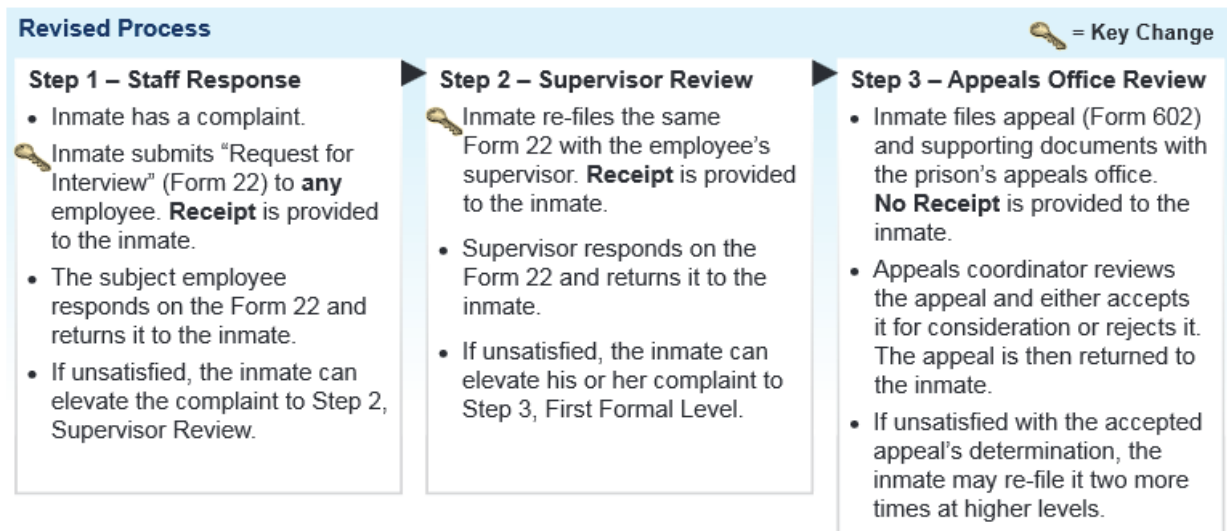 Revised Process
= Key Change
Step 1 – Staff Response
• Inmate has a complaint.
Inmate submits “Request for
Interview” (Form 22) to any
employee. Receipt is provided
to the inmate.
• The subject employee
responds on the Form 22 and
returns it to the inmate.
• If unsatisfied, the inmate can
elevate the complaint to Step 2,
Supervisor Review.
Step 2 – Supervisor Review
Inmate re-files the same
Form 22 with the employee’s
supervisor. Receipt is provided
to the inmate.
• Supervisor responds on the
Form 22 and returns it to the
inmate.
• If unsatisfied, the inmate can
elevate his or her complaint to
Step 3, First Formal Level.
Step 3 – Appeals Office Review
• Inmate files appeal (Form 602)
and supporting documents with
the prison’s appeals office.
No Receipt is provided to the
inmate.
• Appeals coordinator reviews
the appeal and either accepts
it for consideration or rejects it.
The appeal is then returned to
the inmate.
• If unsatisfied with the accepted
appeal’s determination, the
inmate may re-file it two more
times at higher levels.